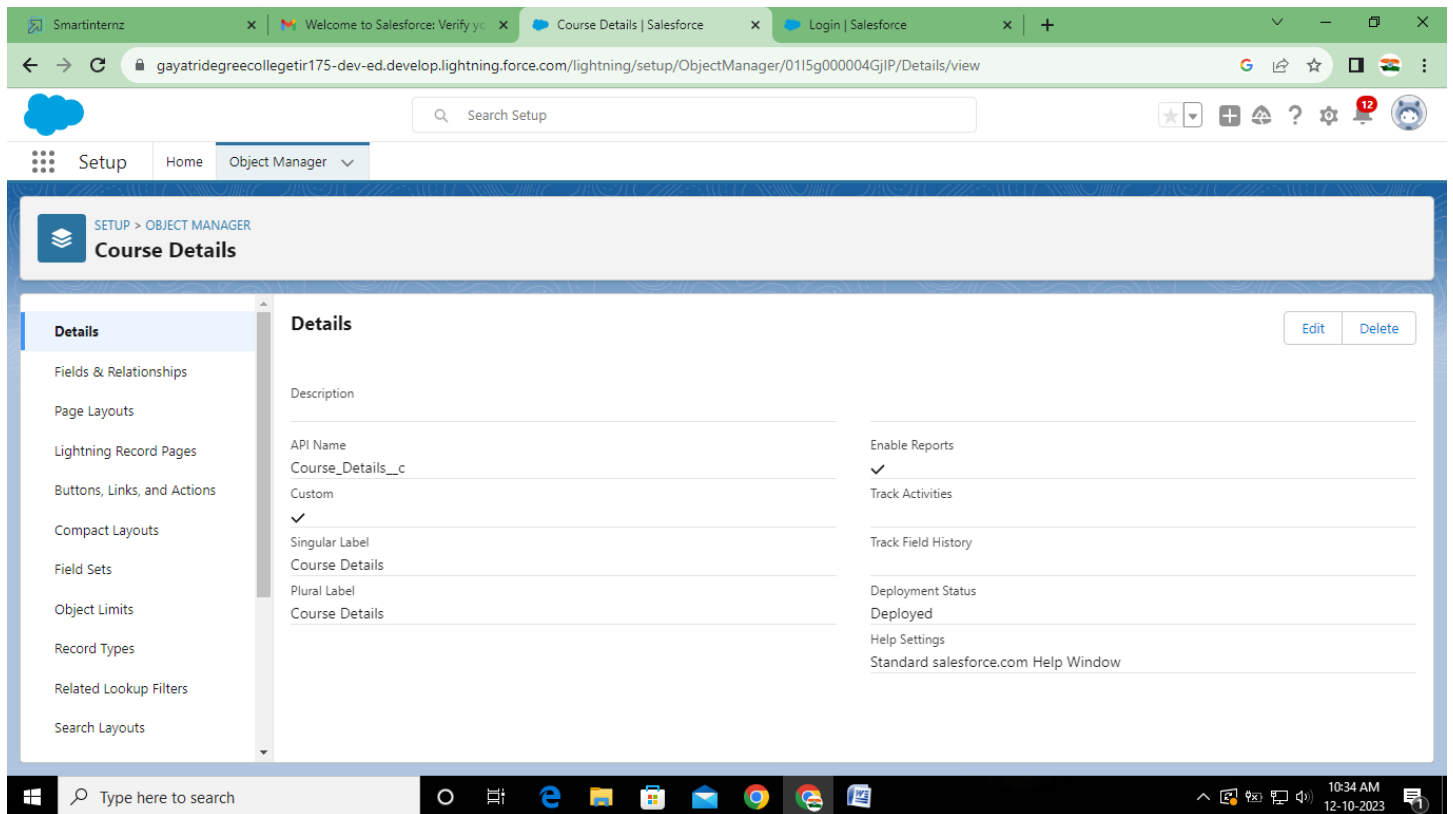 Smartinternz
Welcome to Salesforce: Verify yo
Course Details | Salesforce
Login | Salesforce
gayatridegreecollegetir175-dev-ed.develop.lightning.force.com/lightning/setup/ObjectManager/01I5g000004GjIP/Details/view
G
Search Setup
12
Setup
Home
Object Manager
SETUP > OBJECT MANAGER
Course Details
Details
Fields & Relationships
Page Layouts
Lightning Record Pages
Buttons, Links, and Actions
Compact Layouts
Field Sets
Object Limits
Record Types
Related Lookup Filters
Search Layouts
Details
Edit
Delete
Description
API Name
Course_Details__c
Custom
Singular Label
Course Details
Plural Label
Course Details
Enable Reports
Track Activities
Track Field History
Deployment Status
Deployed
Help Settings
Standard salesforce.com Help Window
Type here to search
10:34 AM
12-10-2023
1